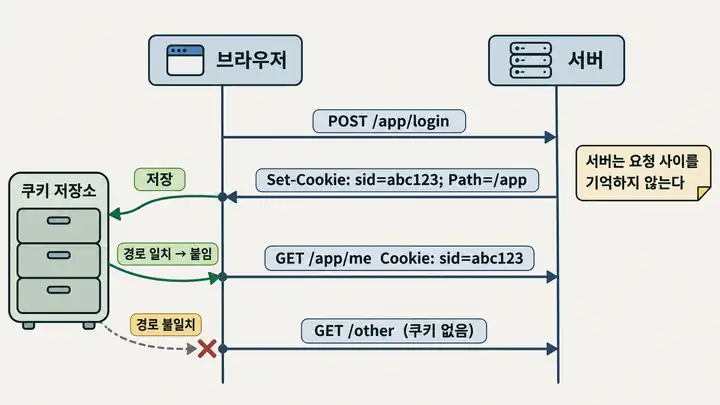 브라우저
서버
POST /app/login
서버는 요청 사이를
기억하지 않는다
쿠키 저장소
저장
Set-Cookie: sid=abc123; Path=/app
경로 일치 → 붙임
GET /app/me Cookie: sid=abc123
경로 불일치
GET /other (쿠키 없음)